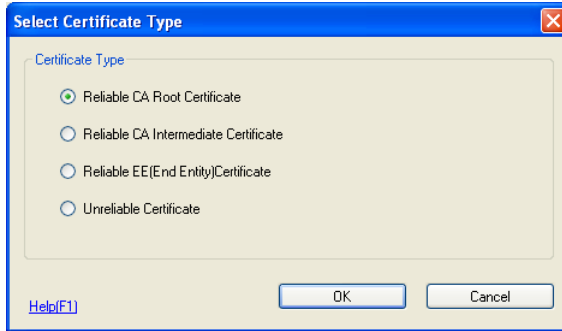 Select Certificate Type
Certificate Type
Reliable CA Root Certificate
Reliable CA Intermediate Certificate
Reliable EE(End Entity)Certificate
Unreliable Certificate
Help(F1)
OK
Cancel